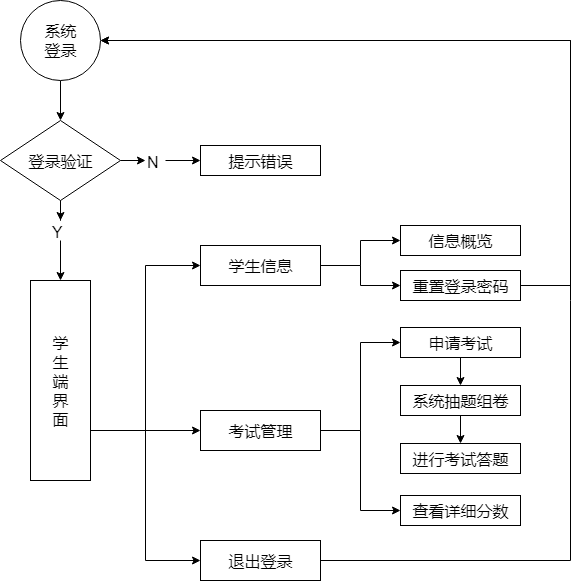 系统
登录
登录验证
N
提示错误
Y
学
生
端
界
面
学生信息
信息概览
重置登录密码
考试管理
申请考试
系统抽题组卷
进行考试答题
查看详细分数
退出登录